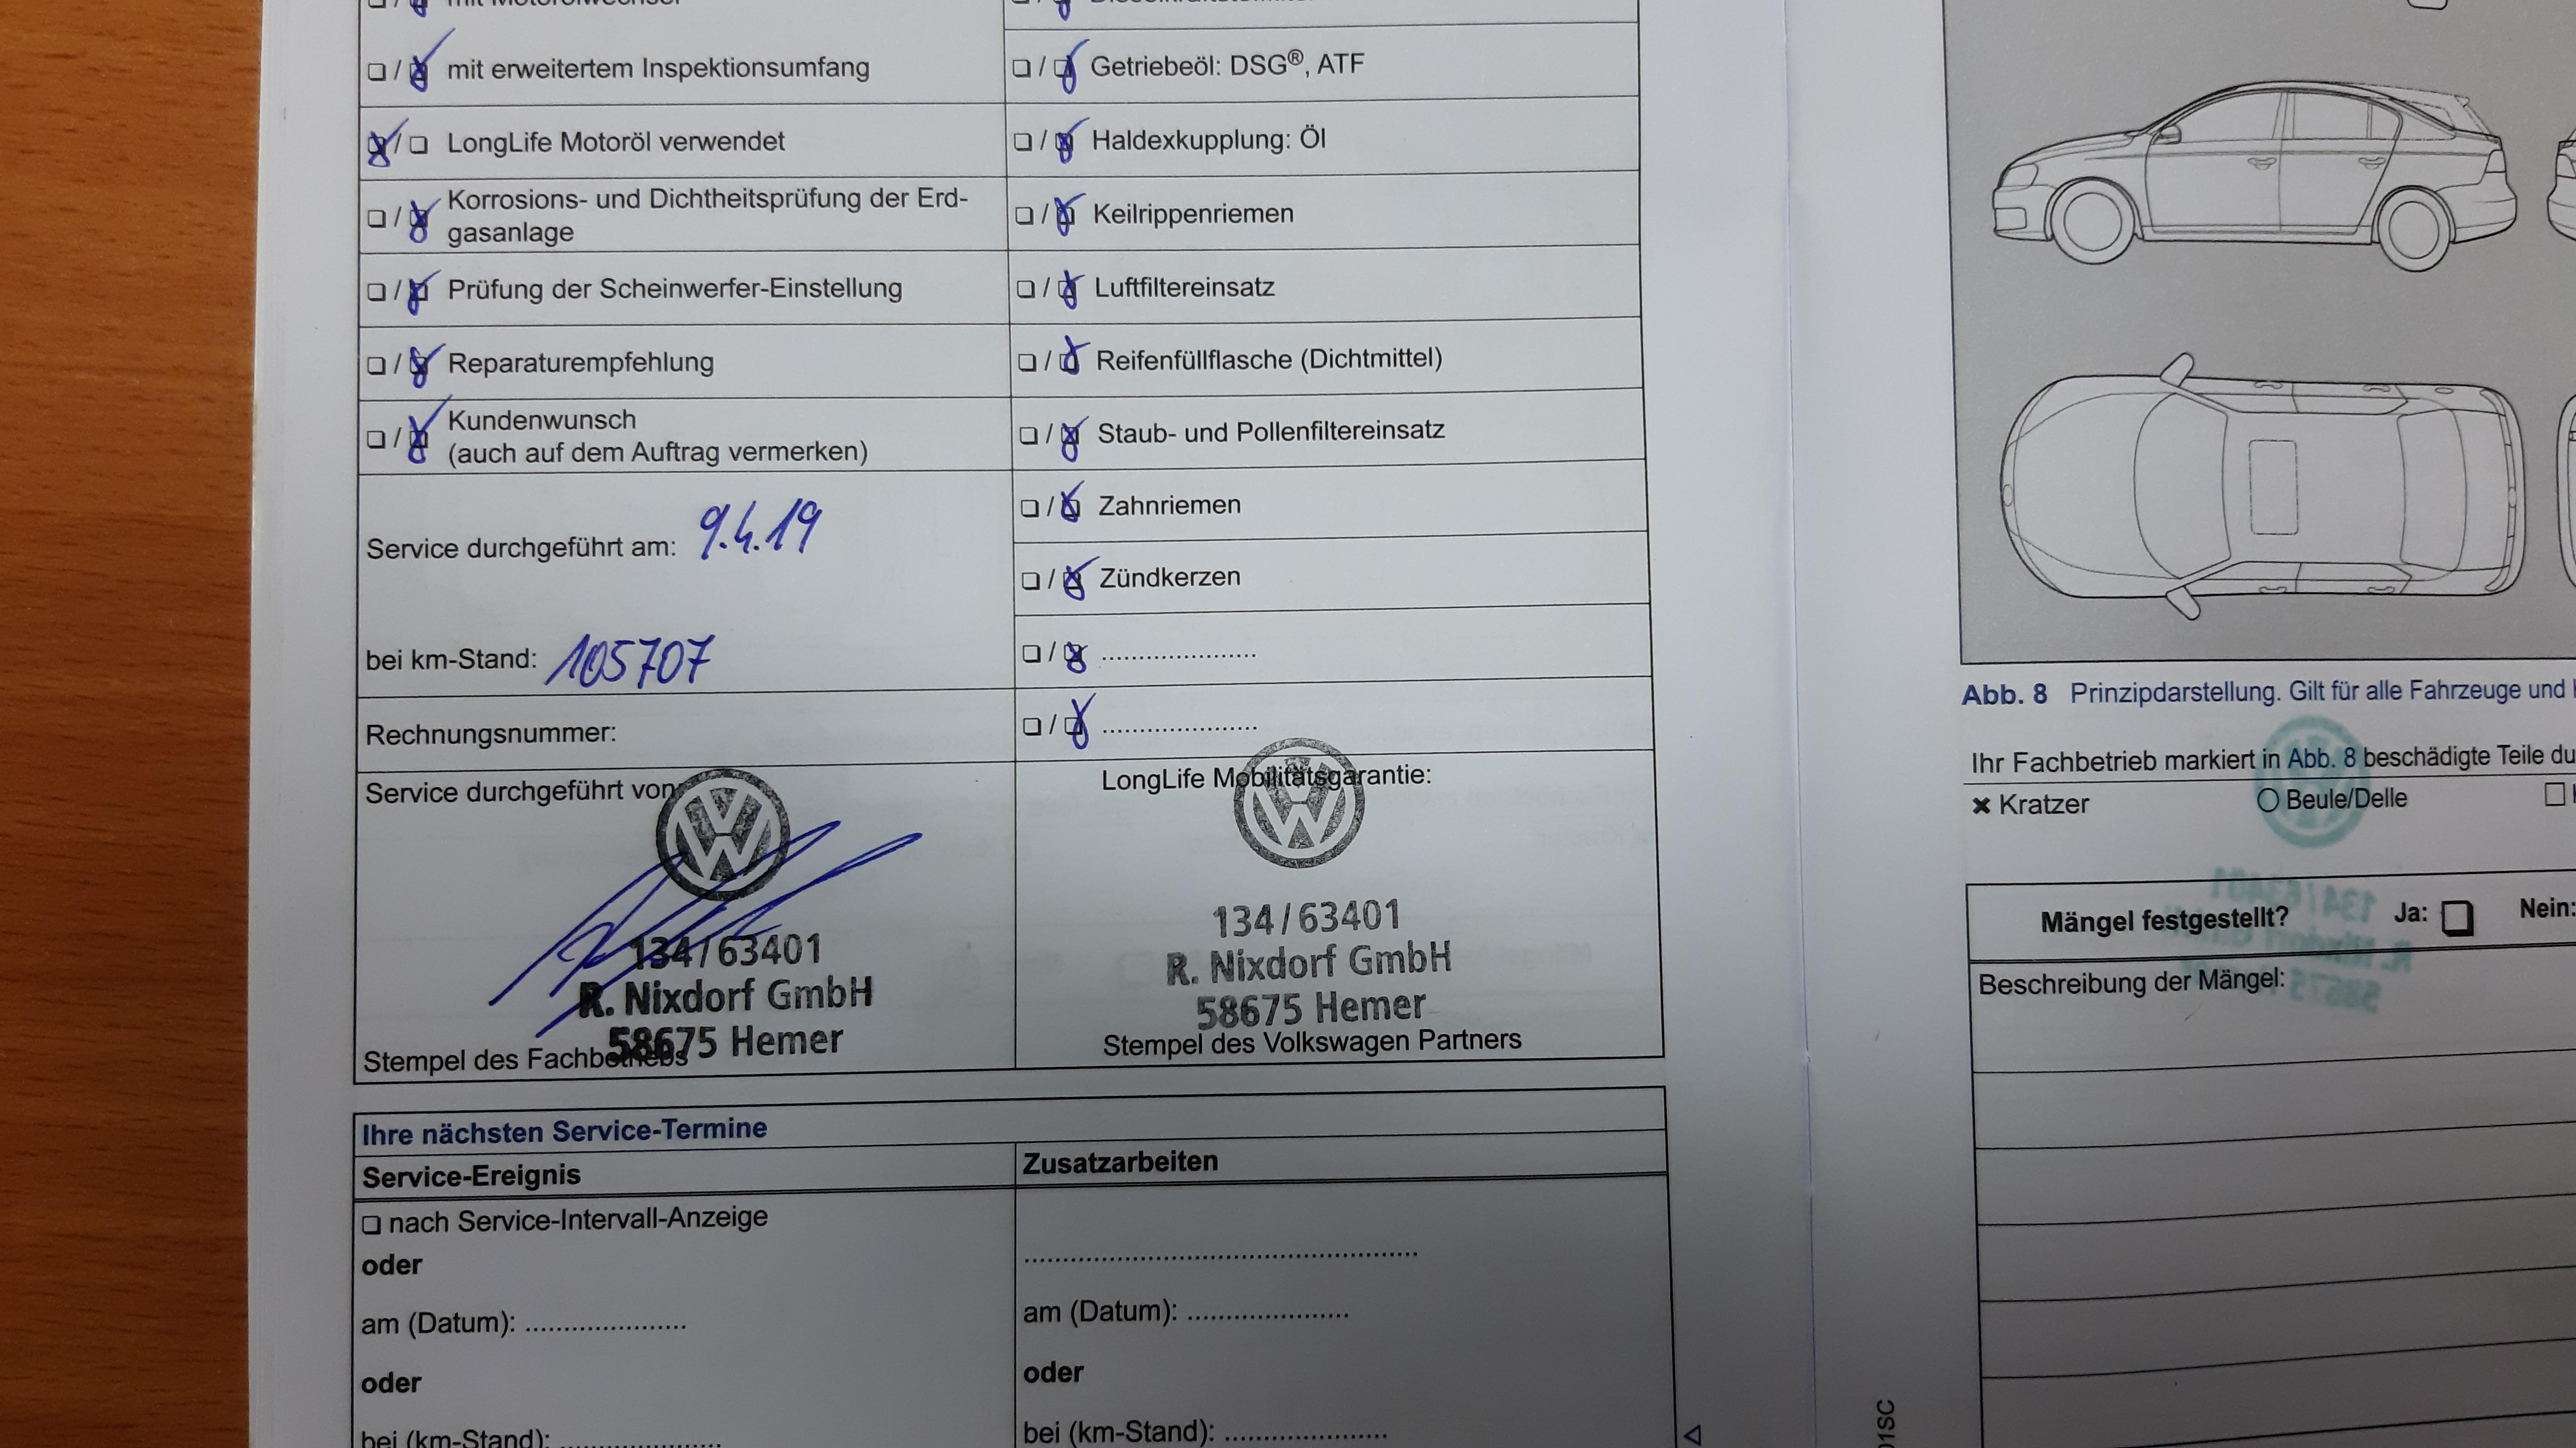 mit erweitertem Inspektionsumfang
LongLife Motoröl verwendet
Korrosions- und Dichtheitsprüfung der Erd-
gasanlage
Prüfung der Scheinwerfer-Einstellung
Reparaturempfehlung
Kundenwunsch
(auch auf dem Auftrag vermerken)
Service durchgeführt am: 9.4.19
bei km-Stand: 105707
Rechnungsnummer:
Service durchgeführt von
134/63401
R. Nixdorf GmbH
58675 Hemer
Stempel des Fachbetriebs
Getriebeöl: DSG®, ATF
Haldexkupplung: Öl
Keilrippenriemen
Luftfiltereinsatz
Reifenfüllflasche (Dichtmittel)
Staub- und Pollenfiltereinsatz
Zahnriemen
Zündkerzen
.....................
.....................
LongLife Mobilitätsgarantie:
134/63401
R. Nixdorf GmbH
58675 Hemer
Stempel des Volkswagen Partners
Ihre nächsten Service-Termine
Service-Ereignis
nach Service-Intervall-Anzeige
oder
am (Datum): .....................
oder
bei (km-Stand): .....................
Zusatzarbeiten
am (Datum): .....................
oder
bei (km-Stand): .....................
Abb. 8 Prinzipdarstellung. Gilt für alle Fahrzeuge und
Ihr Fachbetrieb markiert in Abb. 8 beschädigte Teile
Kratzer
Beule/Delle
Mängel festgestellt? Ja: Nein:
Beschreibung der Mängel: